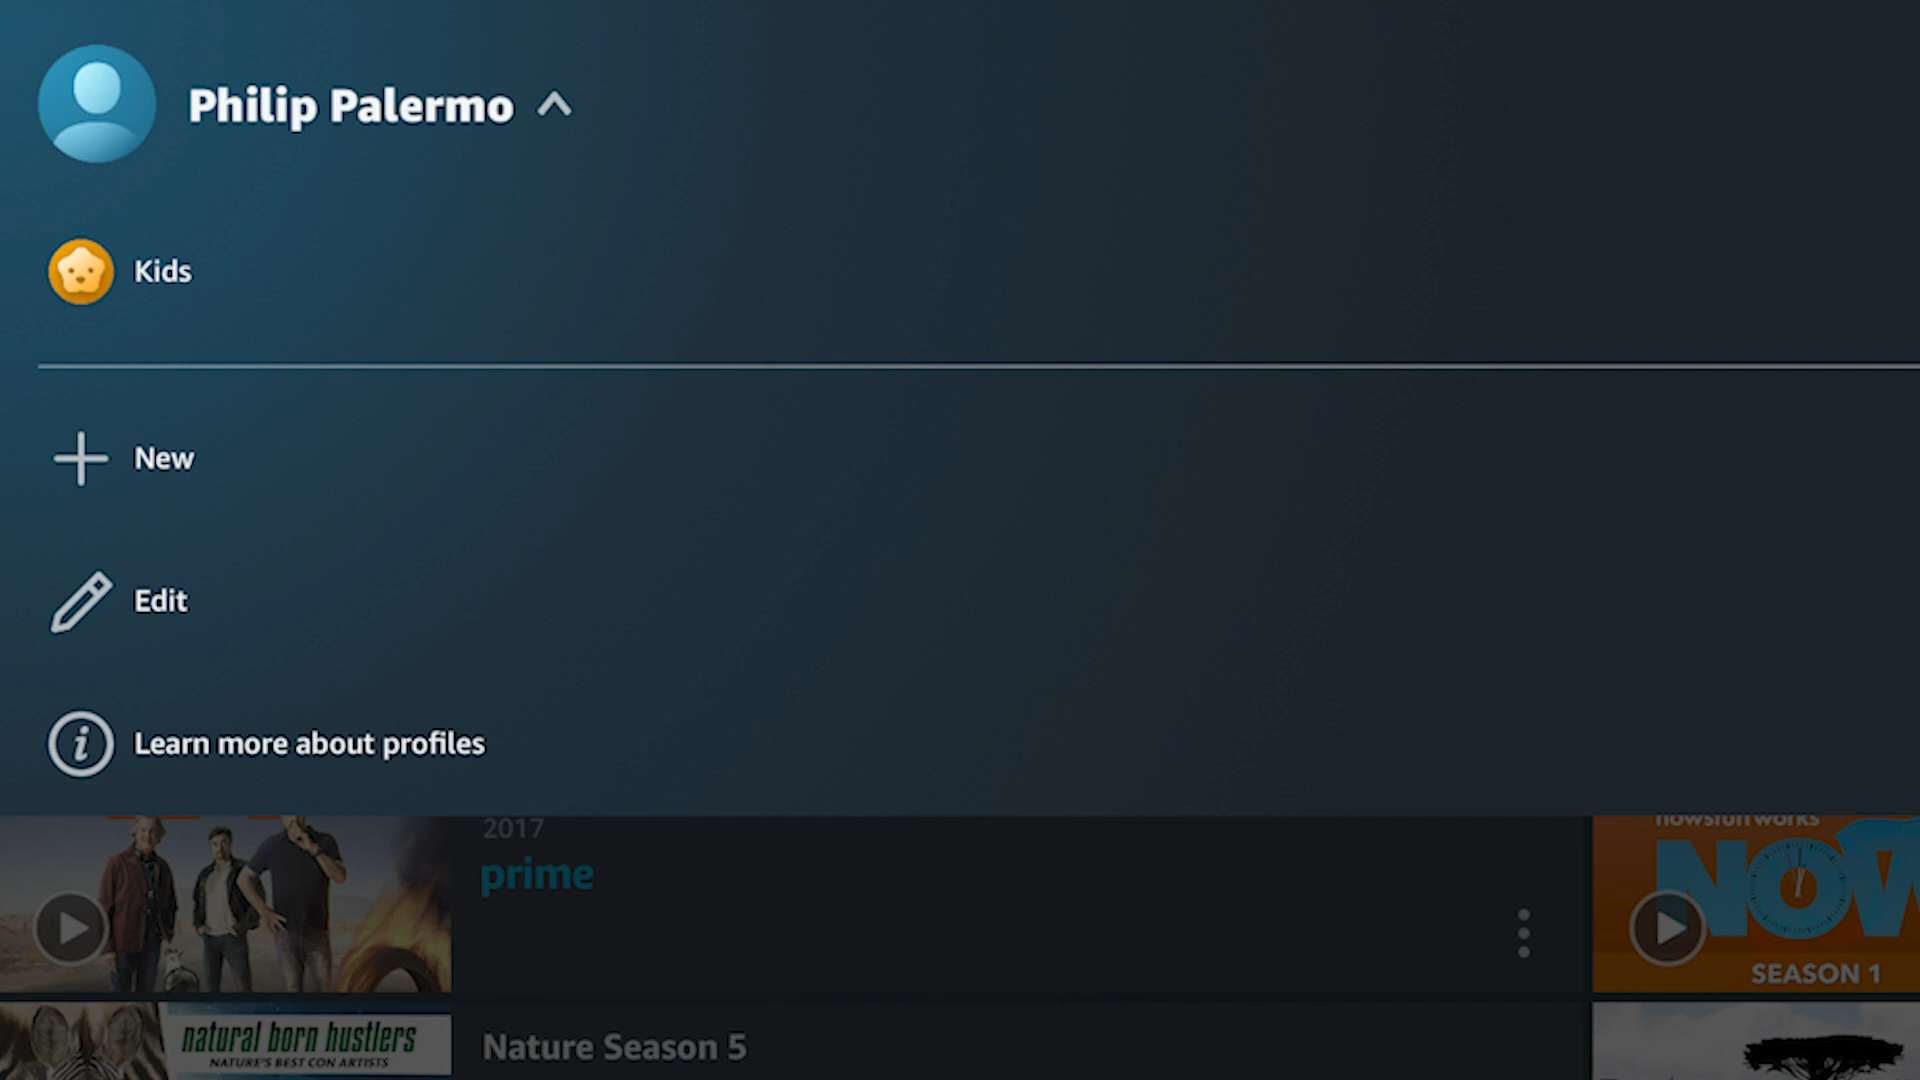 Philip Palermo
Kids
New
Edit
Learn more about profiles
2017
prime
howstuffworks
NOW
SEASON 1
natural born hustlers
NATURE'S BEST CON ARTISTS
Nature Season 5